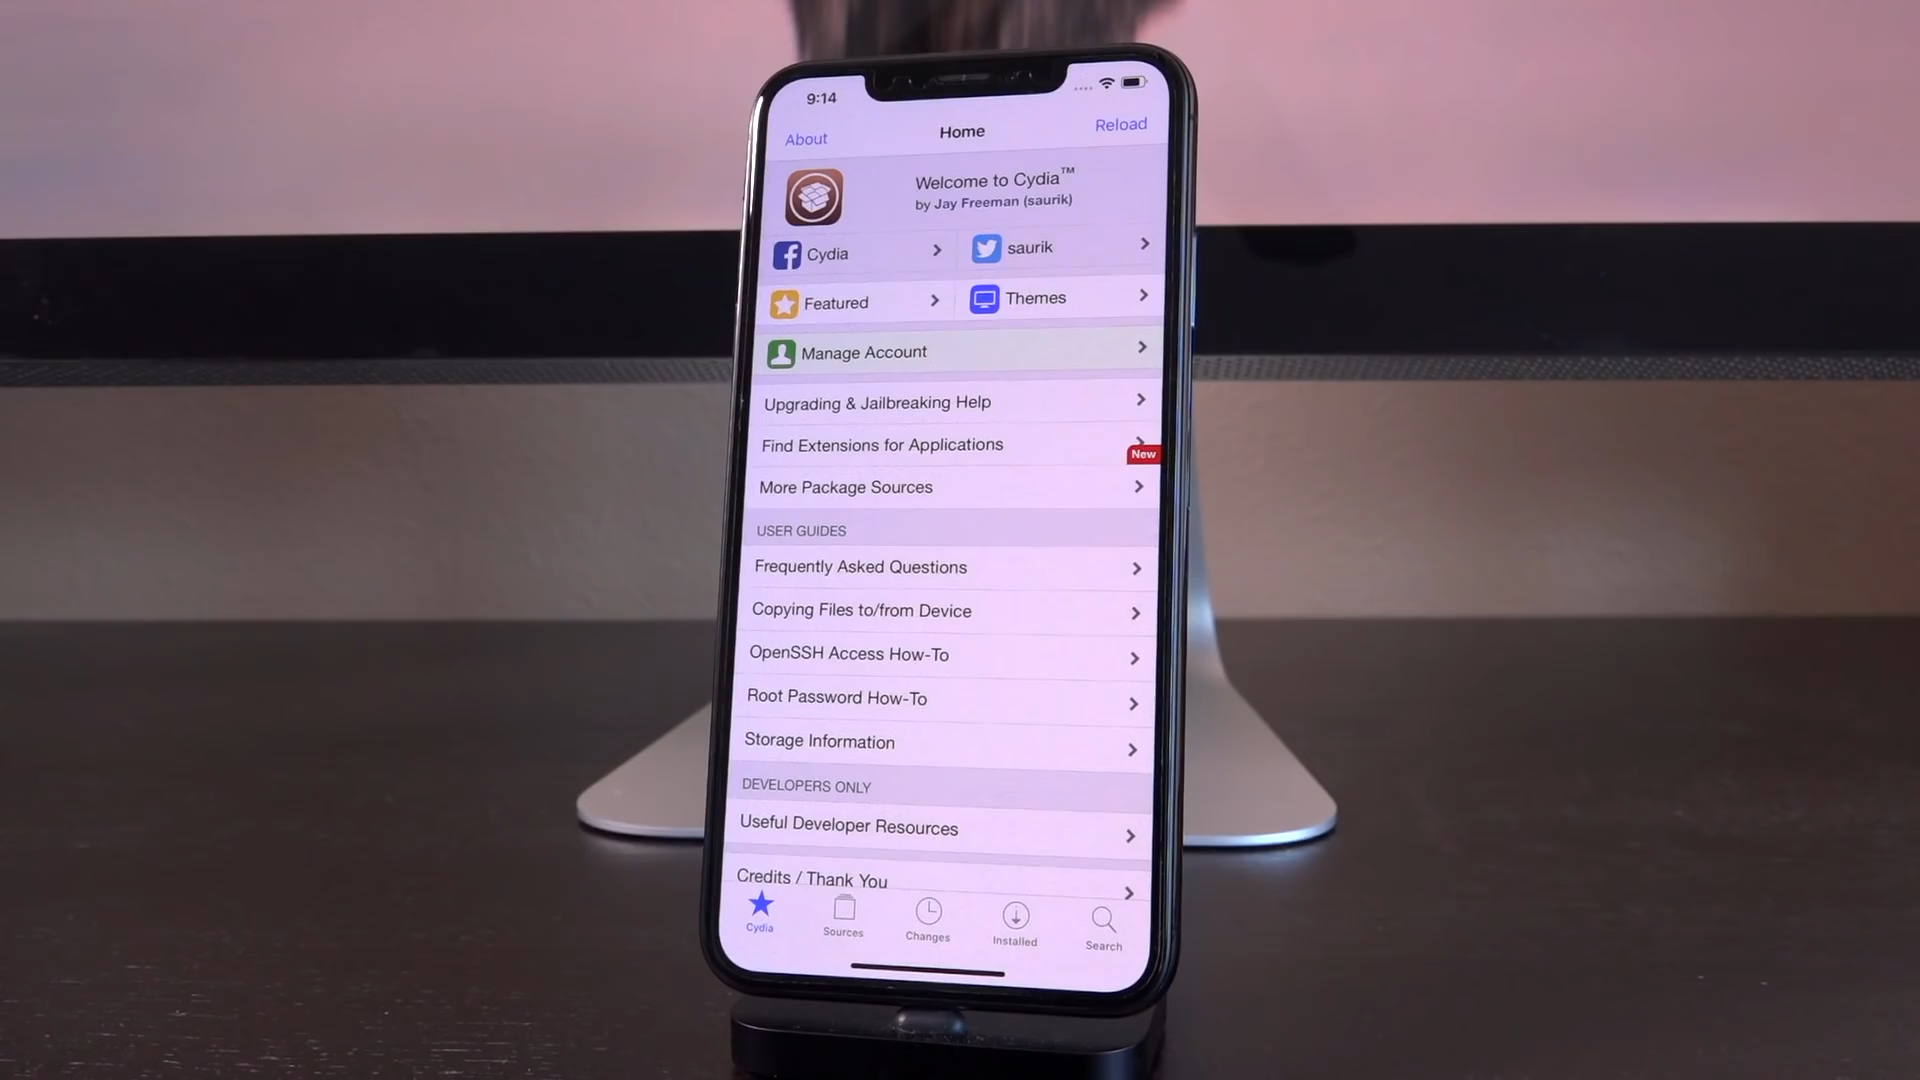 9:14
About
Home
Reload
Welcome to Cydia™
by Jay Freeman (saurik)
Cydia
saurik
Featured
Themes
Manage Account
Upgrading & Jailbreaking Help
Find Extensions for Applications
New
More Package Sources
USER GUIDES
Frequently Asked Questions
Copying Files to/from Device
OpenSSH Access How-To
Root Password How-To
Storage Information
DEVELOPERS ONLY
Useful Developer Resources
Credits / Thank You
Cydia
Sources
Changes
Installed
Search